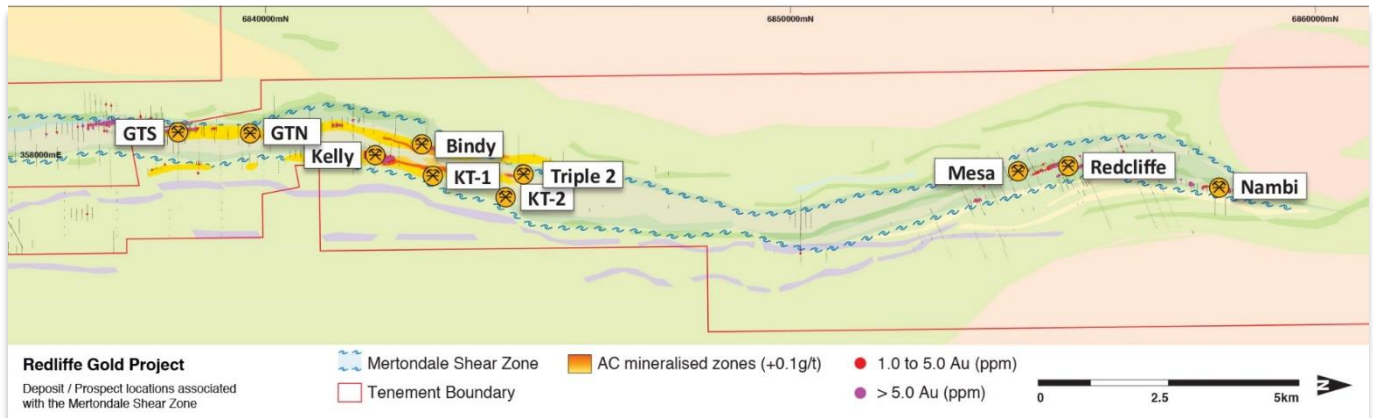 6840000mN
6850000mN
6860000mN
358000mE
GTS
GTN
Kelly
Bindy
KT-1
KT-2
Triple 2
Mesa
Redcliffe
Nambi
Redliffe Gold Project
Deposit / Prospect locations associated
with the Mertondale Shear Zone
Mertondale Shear Zone
Tenement Boundary
AC mineralised zones (+0.1g/t)
1.0 to 5.0 Au (ppm)
> 5.0 Au (ppm)
0 2.5 5km
N